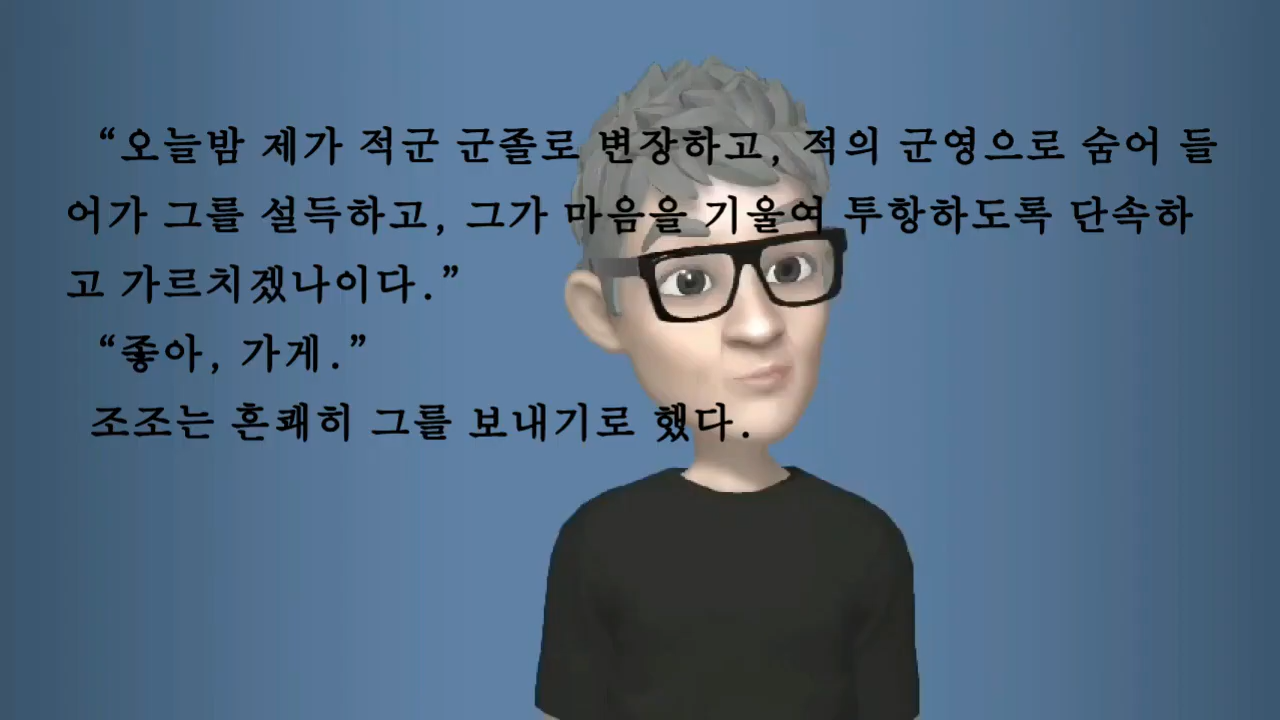 “오늘밤 제가 적군 군졸로 변장하고, 적의 군영으로 숨어 들
어가 그를 설득하고, 그가 마음을 기울여 투항하도록 단속하
고 가르치겠나이다.”
“좋아, 가게.”
조조는 흔쾌히 그를 보내기로 했다.